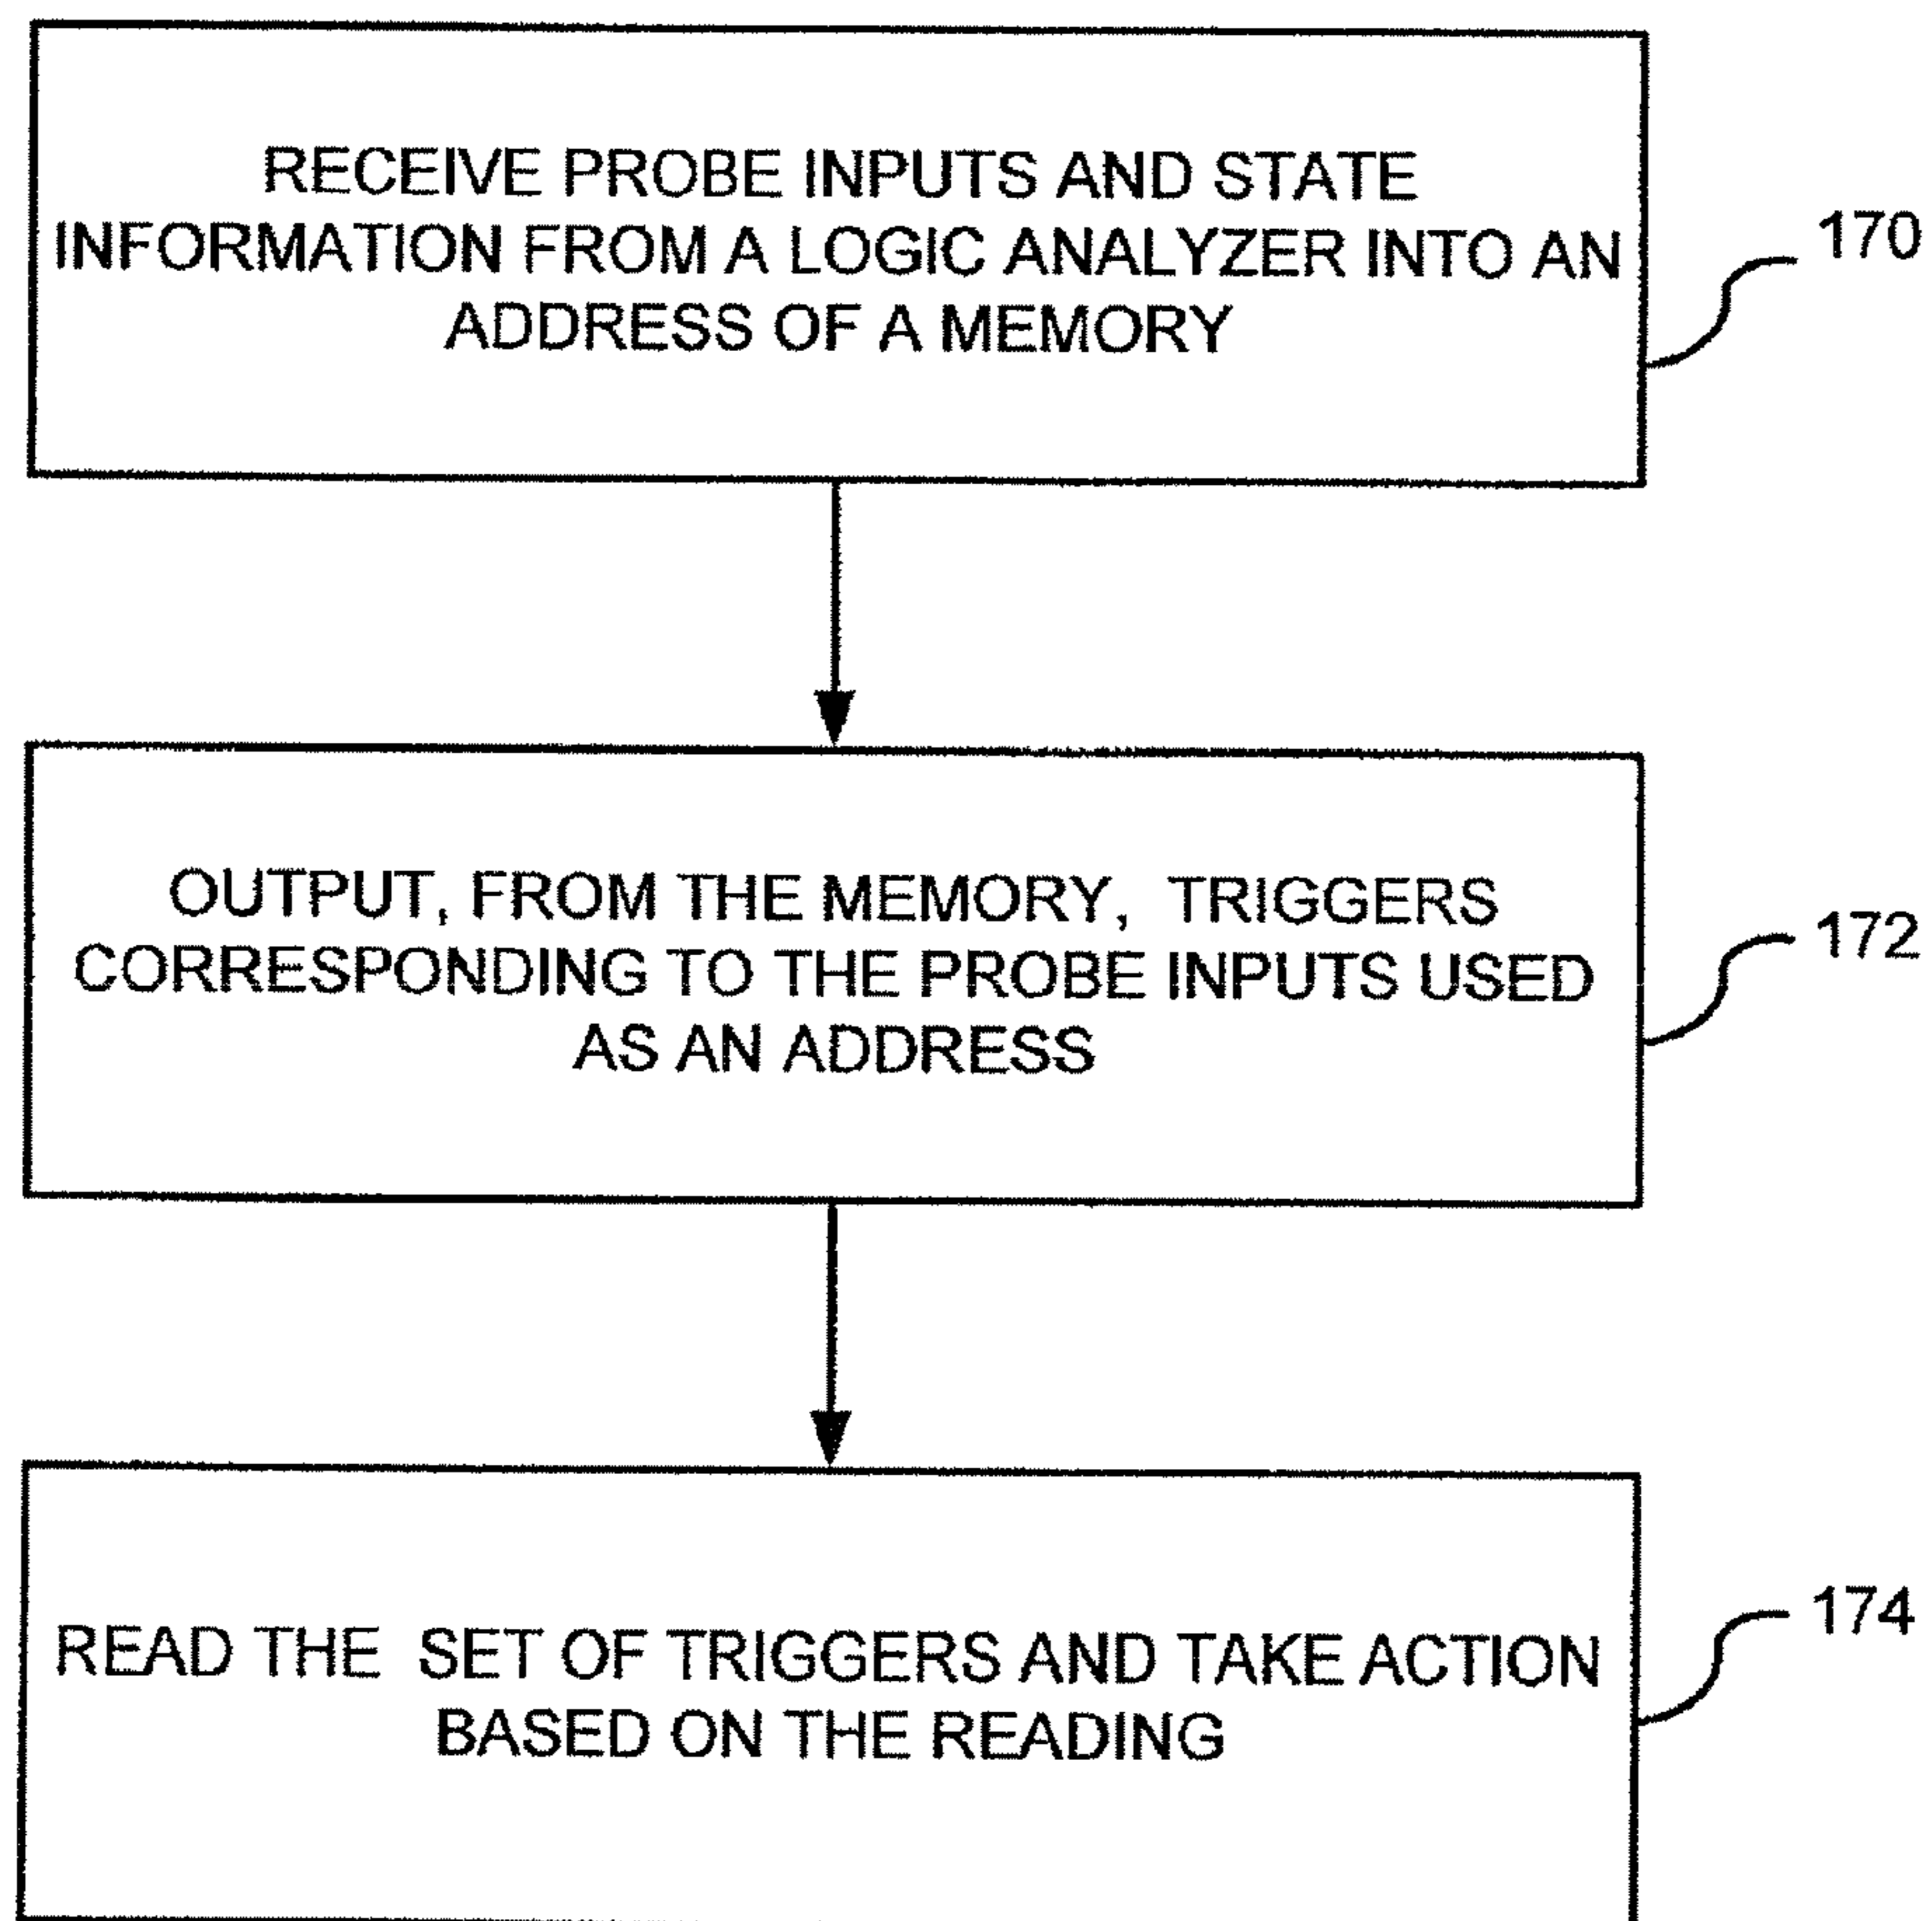 RECEIVE PROBE INPUTS AND STATE
INFORMATION FROM A LOGIC ANALYZER INTO AN
ADDRESS OF A MEMORY
170
OUTPUT, FROM THE MEMORY, TRIGGERS
CORRESPONDING TO THE PROBE INPUTS USED
AS AN ADDRESS
172
READ THE SET OF TRIGGERS AND TAKE ACTION
BASED ON THE READING
174